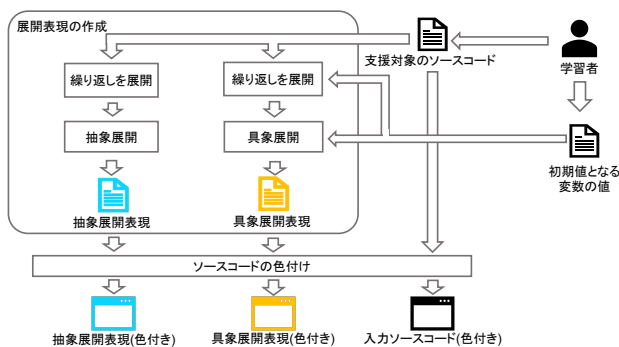 展開表現の作成
支援対象のソースコード
学習者
繰り返しを展開
繰り返しを展開
抽象展開
具象展開
初期値となる
変数の値
抽象展開表現
具象展開表現
ソースコードの色付け
抽象展開表現(色付き)
具象展開表現(色付き)
入力ソースコード(色付き)